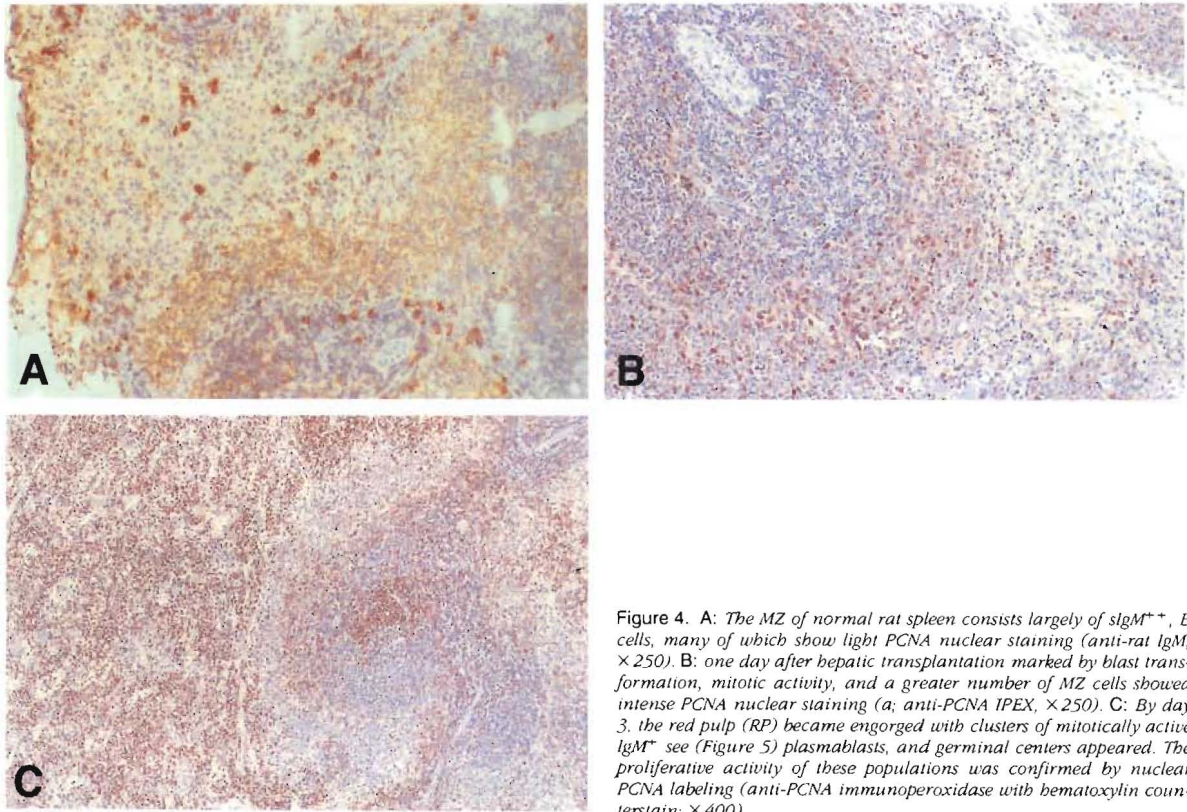 A
B
C
Figure 4. A: The MZ of normal rat spleen consists largely of sIgM⁺⁺, B
cells, many of which show light PCNA nuclear staining (anti-rat IgM,
× 250). B: one day after hepatic transplantation marked by blast trans-
formation, mitotic activity, and a greater number of MZ cells showed
intense PCNA nuclear staining (a; anti-PCNA IPEX, × 250). C: By day
3, the red pulp (RP) became engorged with clusters of mitotically active
IgM⁺ see (Figure 5) plasmablasts, and germinal centers appeared. The
proliferative activity of these populations was confirmed by nuclear
PCNA labeling (anti-PCNA immunoperoxidase with hematoxylin coun-
terstain; × 400)